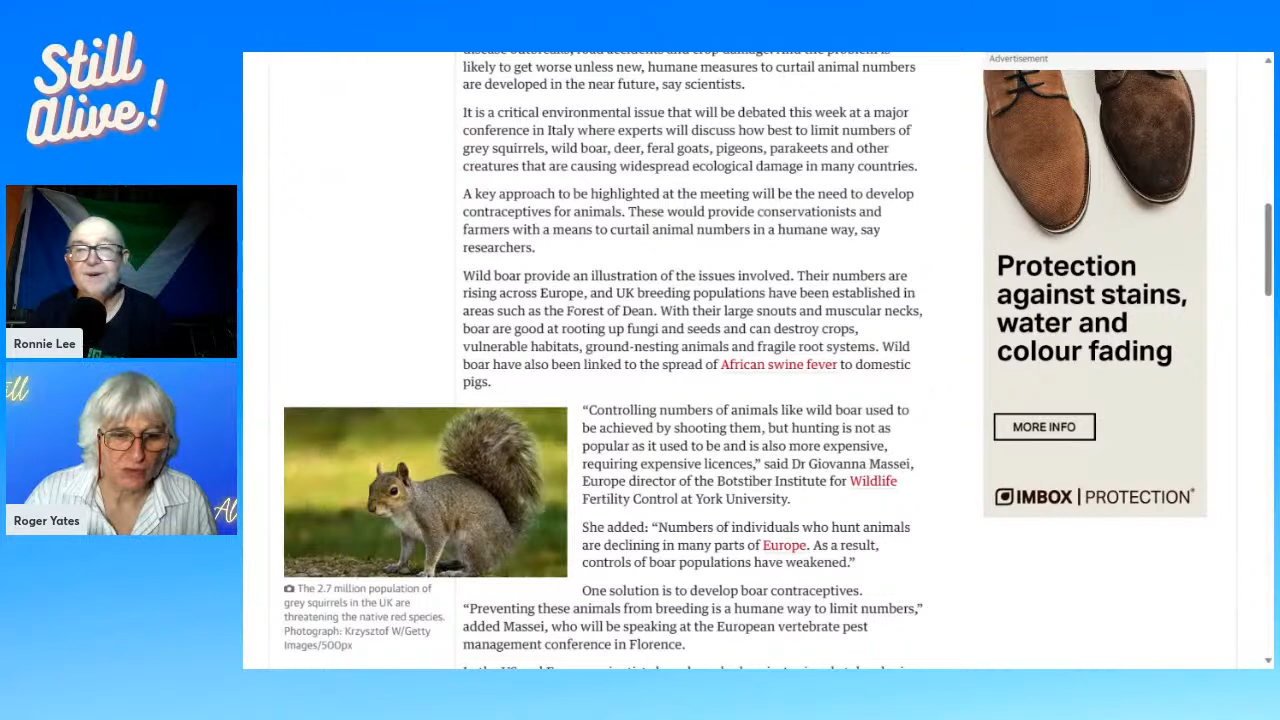 Still
Alive!
Ronnie Lee
Roger Yates
likely to get worse unless new, humane measures to curtail animal numbers
are developed in the near future, say scientists.
It is a critical environmental issue that will be debated this week at a major
conference in Italy where experts will discuss how best to limit numbers of
grey squirrels, wild boar, deer, feral goats, pigeons, parakeets and other
creatures that are causing widespread ecological damage in many countries.
A key approach to be highlighted at the meeting will be the need to develop
contraceptives for animals. These would provide conservationists and
farmers with a means to curtail animal numbers in a humane way, say
researchers.
Wild boar provide an illustration of the issues involved. Their numbers are
rising across Europe, and UK breeding populations have been established in
areas such as the Forest of Dean. With their large snouts and muscular necks,
boar are good at rooting up fungi and seeds and can destroy crops,
vulnerable habitats, ground-nesting animals and fragile root systems. Wild
boar have also been linked to the spread of African swine fever to domestic
pigs.
“Controlling numbers of animals like wild boar used to
be achieved by shooting them, but hunting is not as
popular as it used to be and is also more expensive,
requiring expensive licences,” said Dr Giovanna Massei,
Europe director of the Botstiber Institute for Wildlife
Fertility Control at York University.
She added: “Numbers of individuals who hunt animals
are declining in many parts of Europe. As a result,
controls of boar populations have weakened.”
One solution is to develop boar contraceptives.
“Preventing these animals from breeding is a humane way to limit numbers,”
added Massei, who will be speaking at the European vertebrate pest
management conference in Florence.
The 2.7 million population of
grey squirrels in the UK are
threatening the native red species.
Photograph: Krzysztof W/Getty
Images/500px
Advertisement
Protection
against stains,
water and
colour fading
MORE INFO
IMBOX | PROTECTION